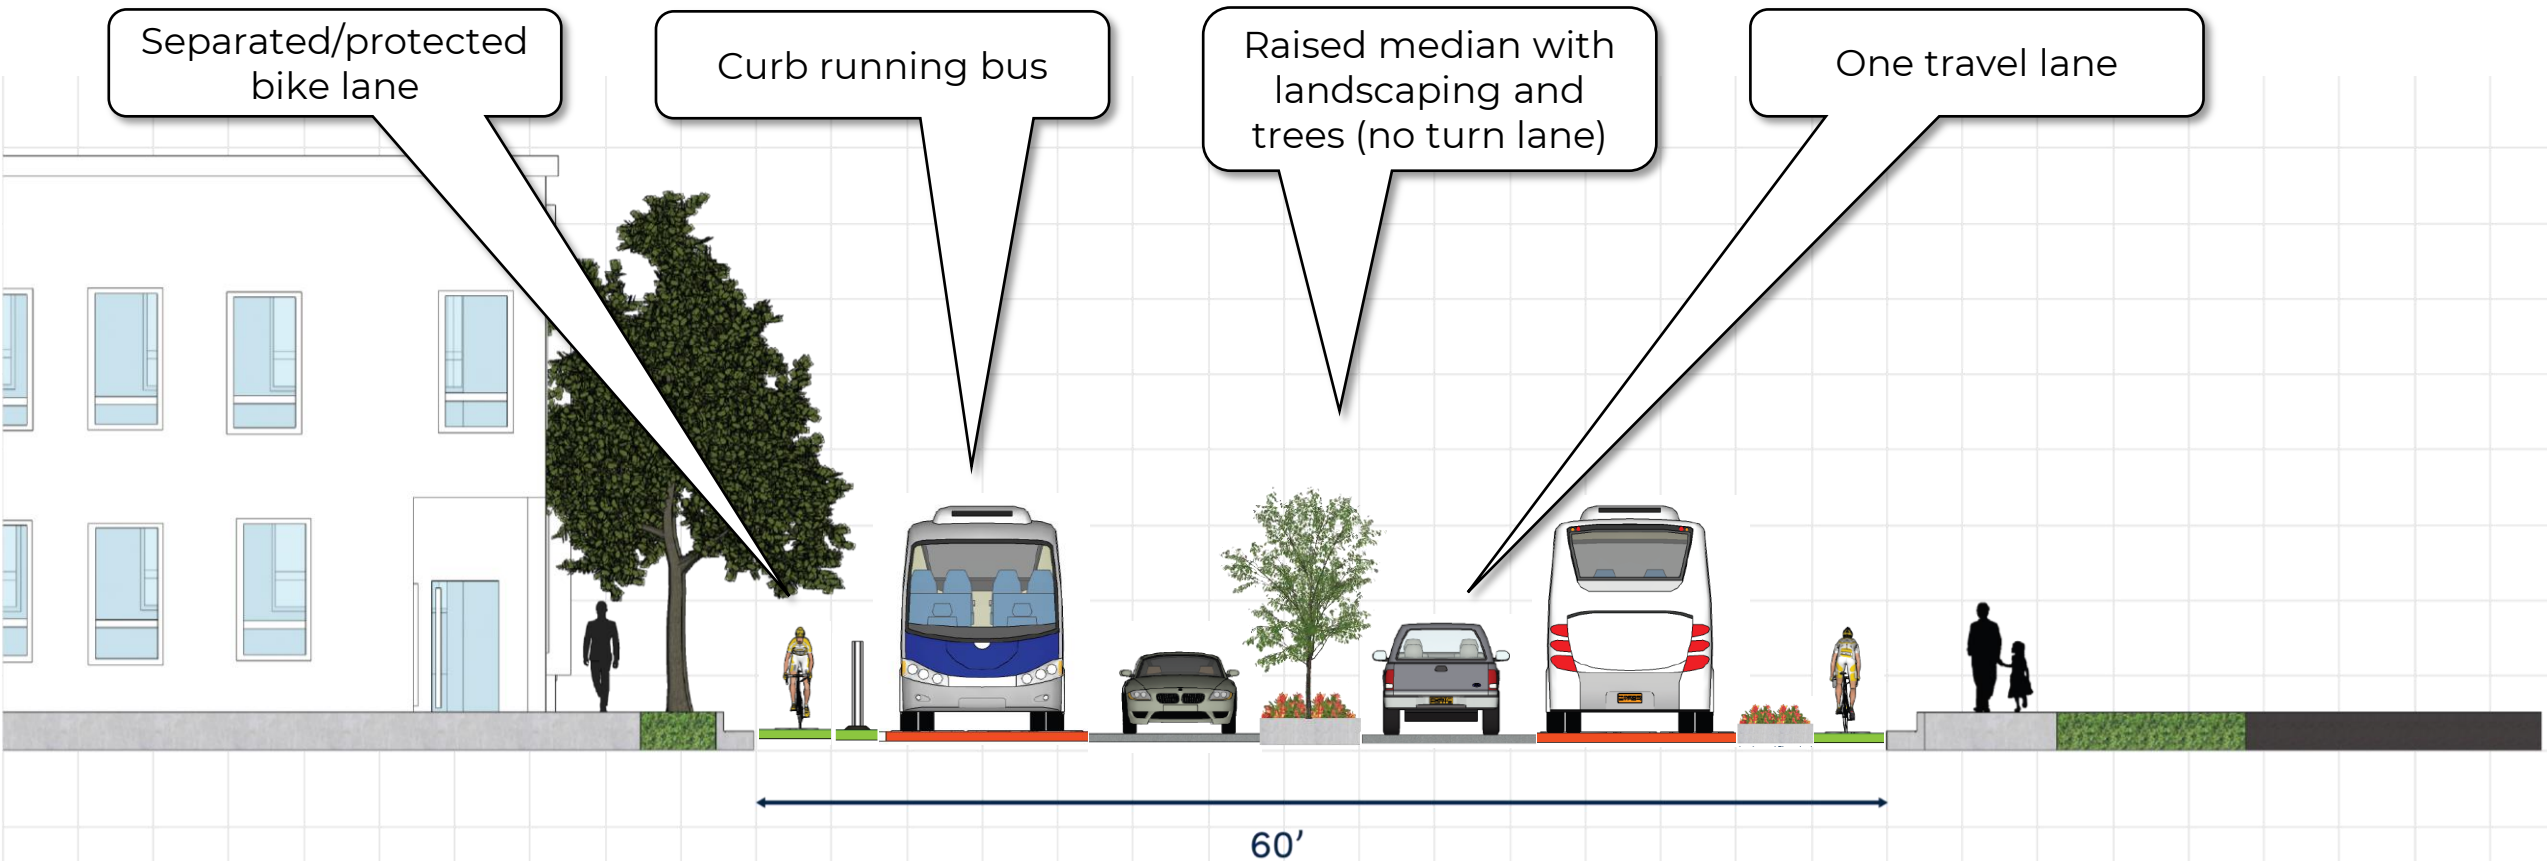 Separated/protected
bike lane
Curb running bus
Raised median with
landscaping and
trees (no turn lane)
One travel lane
60’